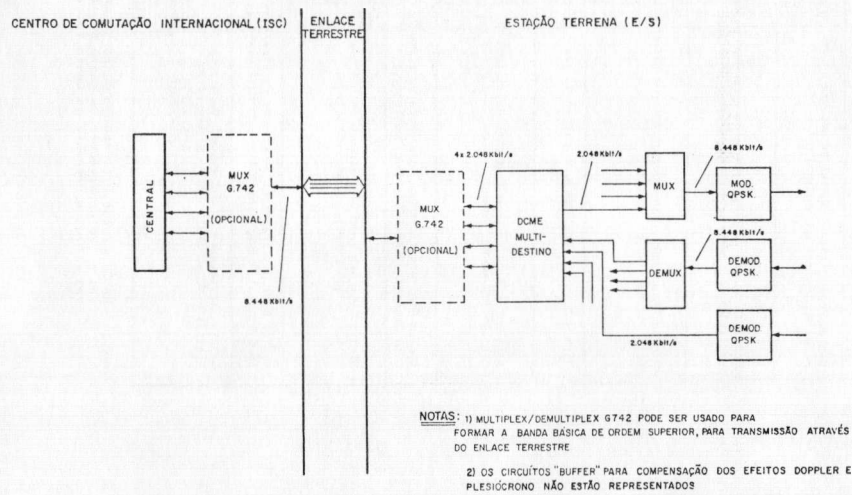 CENTRO DE COMUTAÇÃO INTERNACIONAL (ISC)
ENLACE
TERRESTRE
ESTAÇÃO TERRENA (E/S)
CENTRAL
MUX
G.742
(OPCIONAL)
8.448 Kbit/s
MUX
G.742
(OPCIONAL)
4x 2.048 Kbit/s
DCME
MULTI-
DESTINO
2.048 Kbit/s
MUX
8.448 Kbit/s
MOD.
QPSK.
DEMUX
8.448 Kbit/s
DEMOD.
QPSK.
2.048 Kbit/s
DEMOD.
QPSK.
NOTAS: 1) MULTIPLEX/DEMULTIPLEX G742 PODE SER USADO PARA
FORMAR A BANDA BÁSICA DE ORDEM SUPERIOR, PARA TRANSMISSÃO ATRAVÉS
DO ENLACE TERRESTRE
2) OS CIRCUÍTOS "BUFFER" PARA COMPENSAÇÃO DOS EFEITOS DOPPLER E
PLESIÓCRONO NÃO ESTÃO REPRESENTADOS